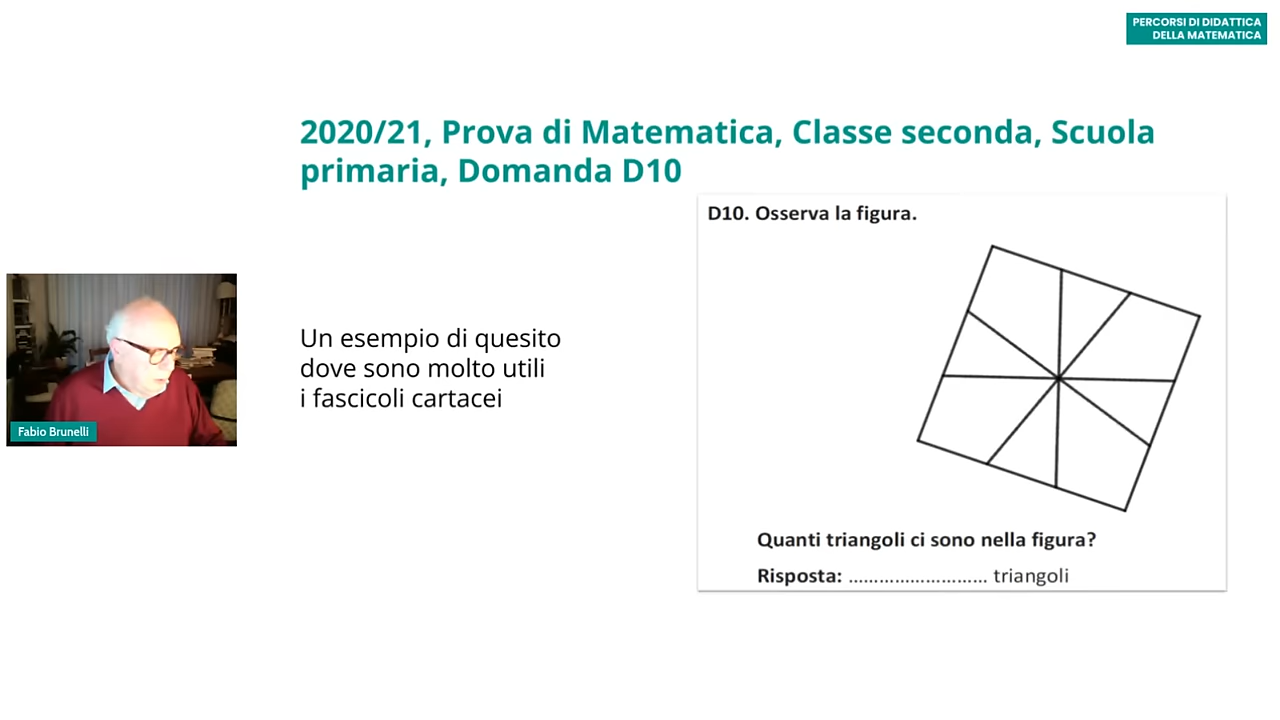 PERCORSI DI DIDATTICA
DELLA MATEMATICA
2020/21, Prova di Matematica, Classe seconda, Scuola
primaria, Domanda D10
D10. Osserva la figura.
Un esempio di quesito
dove sono molto utili
i fascicoli cartacei
Fabio Brunelli
Quanti triangoli ci sono nella figura?
Risposta: ............................ triangoli